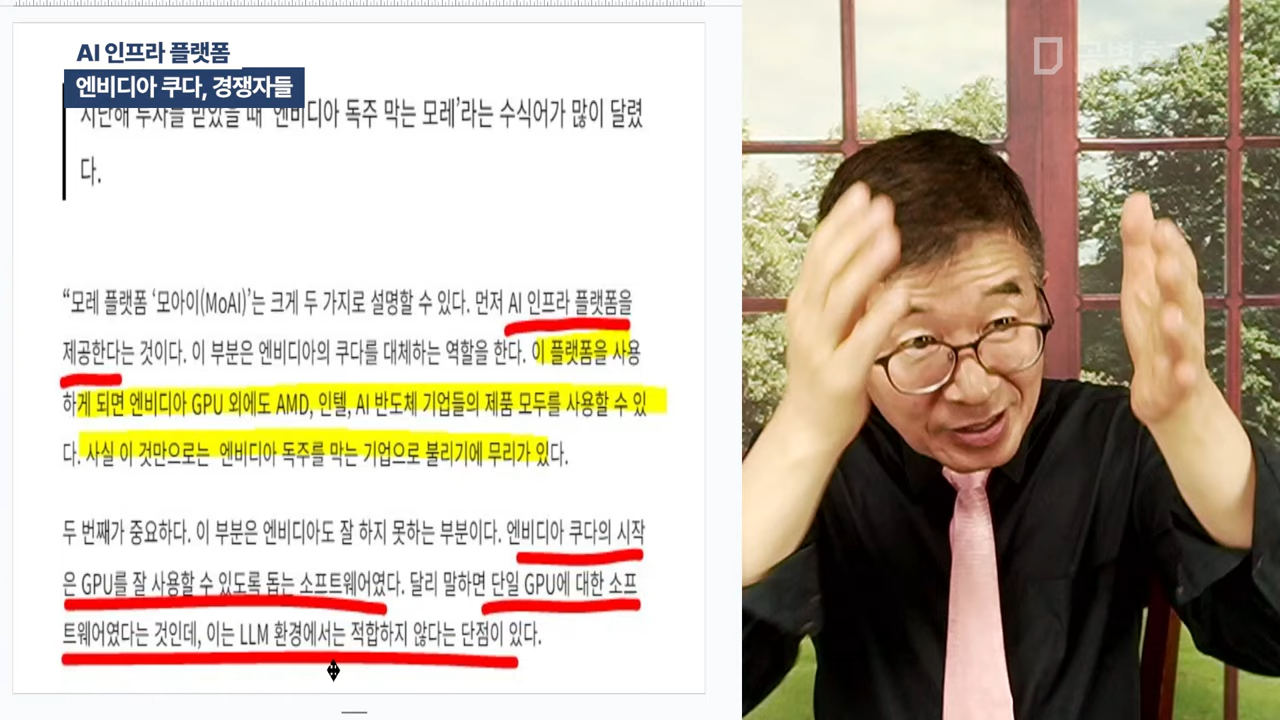 AI 인프라 플랫폼
엔비디아 쿠다, 경쟁자들
지난해 투자를 받았을 때 '엔비디아 독주 막는 모레'라는 수식어가 많이 달렸
다.
“모레 플랫폼 ‘모아이(MoAI)’는 크게 두 가지로 설명할 수 있다. 먼저 AI 인프라 플랫폼을
제공한다는 것이다. 이 부분은 엔비디아의 쿠다를 대체하는 역할을 한다. 이 플랫폼을 사용
하게 되면 엔비디아 GPU 외에도 AMD, 인텔, AI 반도체 기업들의 제품 모두를 사용할 수 있
다. 사실 이 것만으로는 엔비디아 독주를 막는 기업으로 불리기에 무리가 있다.
두 번째가 중요하다. 이 부분은 엔비디아도 잘 하지 못하는 부분이다. 엔비디아 쿠다의 시작
은 GPU를 잘 사용할 수 있도록 돕는 소프트웨어였다. 달리 말하면 단일 GPU에 대한 소프
트웨어였다는 것인데, 이는 LLM 환경에서는 적합하지 않다는 단점이 있다.